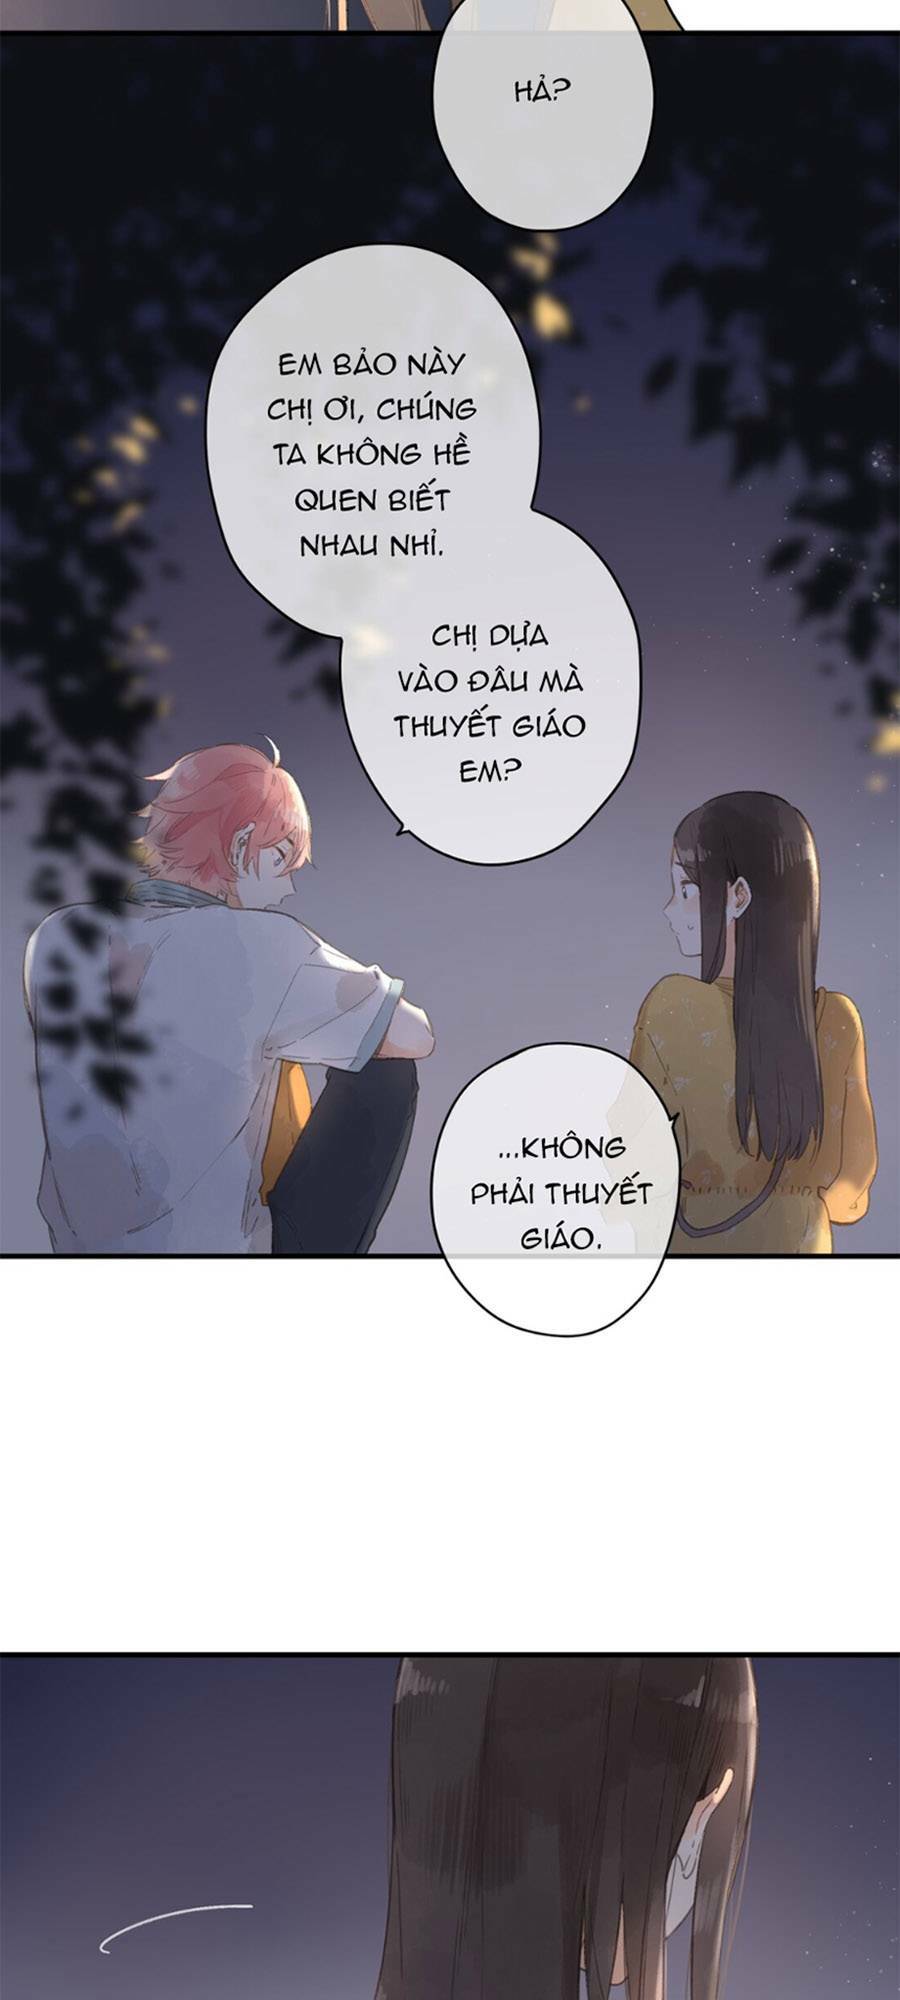 HẢ?
EM BẢO NÀY
CHỊ ƠI, CHÚNG
TA KHÔNG HỀ
QUEN BIẾT
NHAU NHỈ.
CHỊ DỰA
VÀO ĐÂU MÀ
THUYẾT GIÁO
EM?
...KHÔNG
PHẢI THUYẾT
GIÁO.